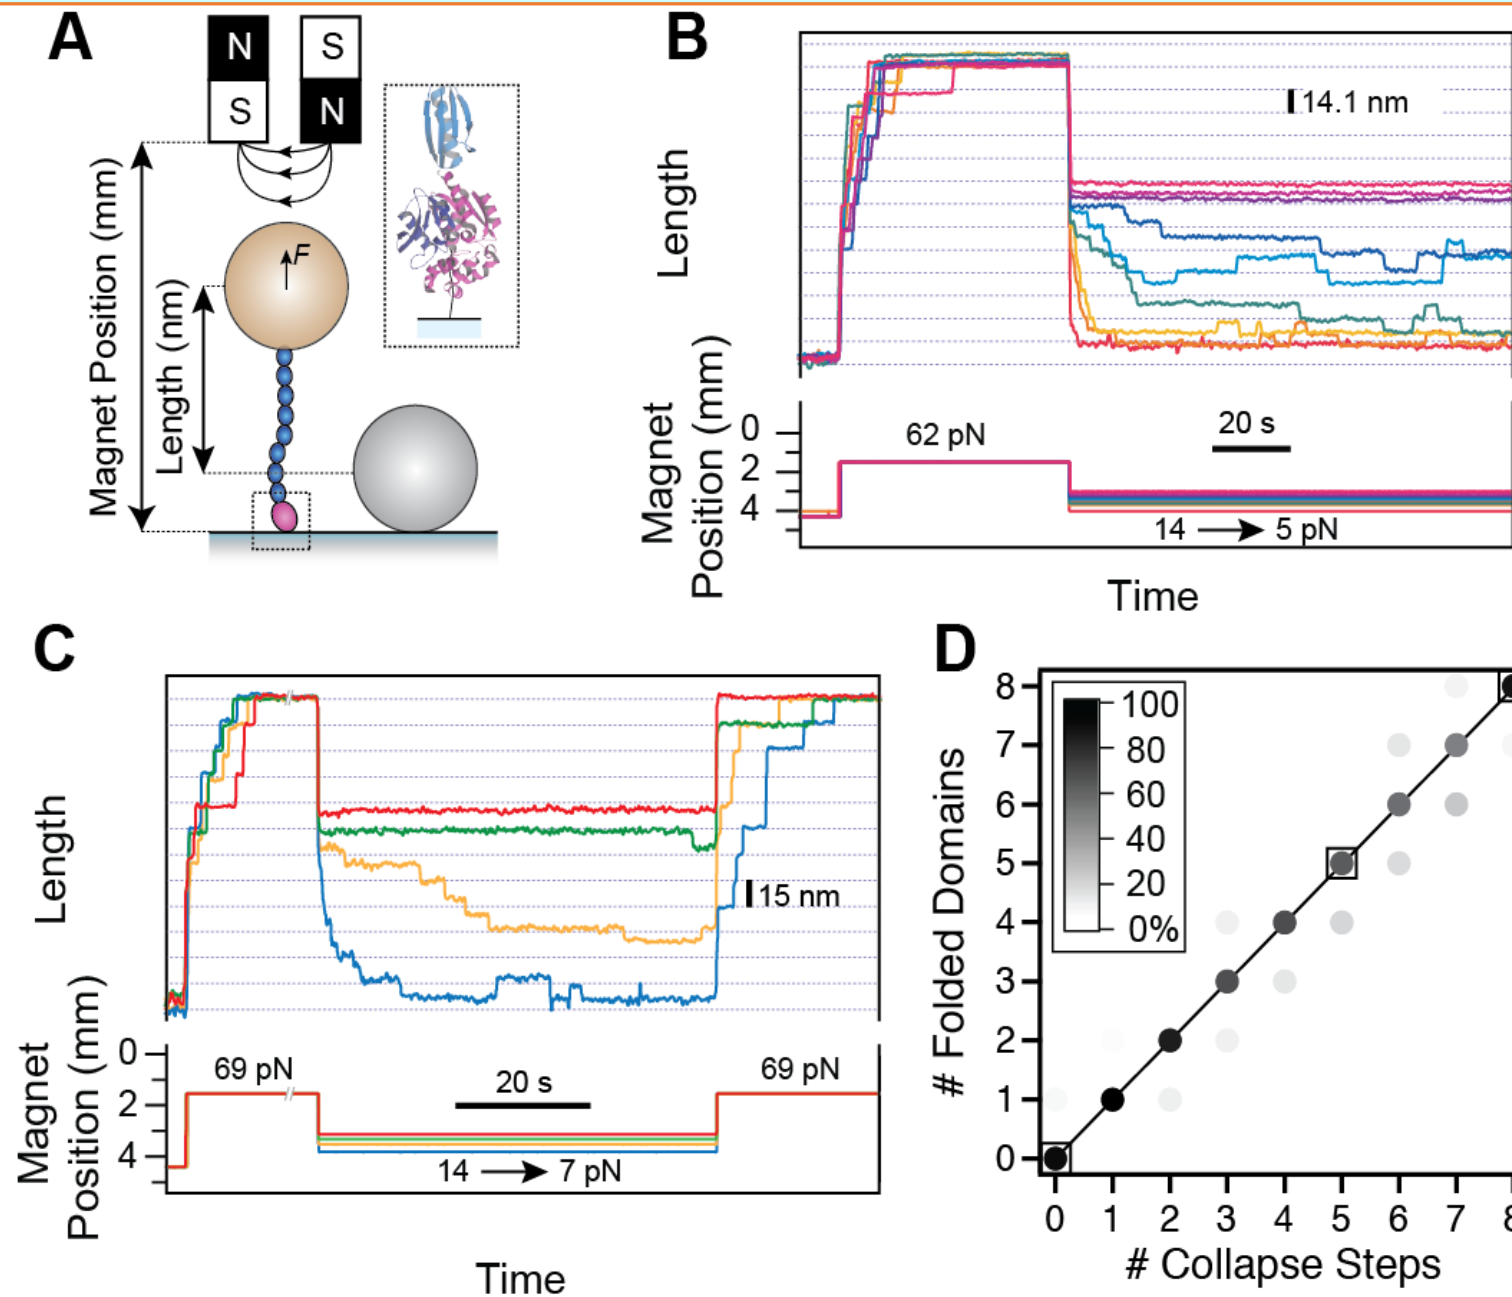 A
N
S
S
N
F
Magnet Position (mm)
Length (nm)
B
Length
14.1 nm
Magnet
Position (mm)
0
2
4
62 pN
20 s
14 → 5 pN
Time
C
Length
15 nm
Magnet
Position (mm)
0
2
4
69 pN
20 s
69 pN
14 → 7 pN
Time
D
# Folded Domains
8
7
6
5
4
3
2
1
0
100
80
60
40
20
0%
0 1 2 3 4 5 6 7 8
# Collapse Steps